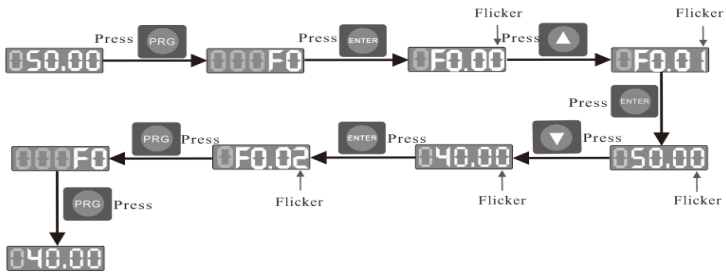 Flicker Flicker
Press PRG Press ENTER Press
050.00 000F0 0F0.00 0F0.01
Press ENTER
PRG Press ENTER Press Press
000F0 0F0.02 040.00 050.00
Flicker Flicker Flicker
PRG Press
040.00